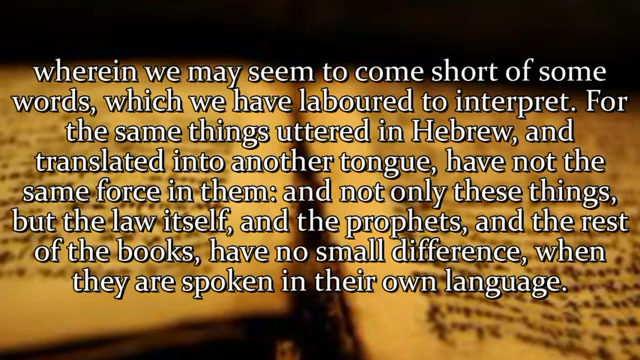 wherein we may seem to come short of some
words, which we have laboured to interpret. For
the same things uttered in Hebrew, and
translated into another tongue, have not the
same force in them: and not only these things,
but the law itself, and the prophets, and the rest
of the books, have no small difference, when
they are spoken in their own language.